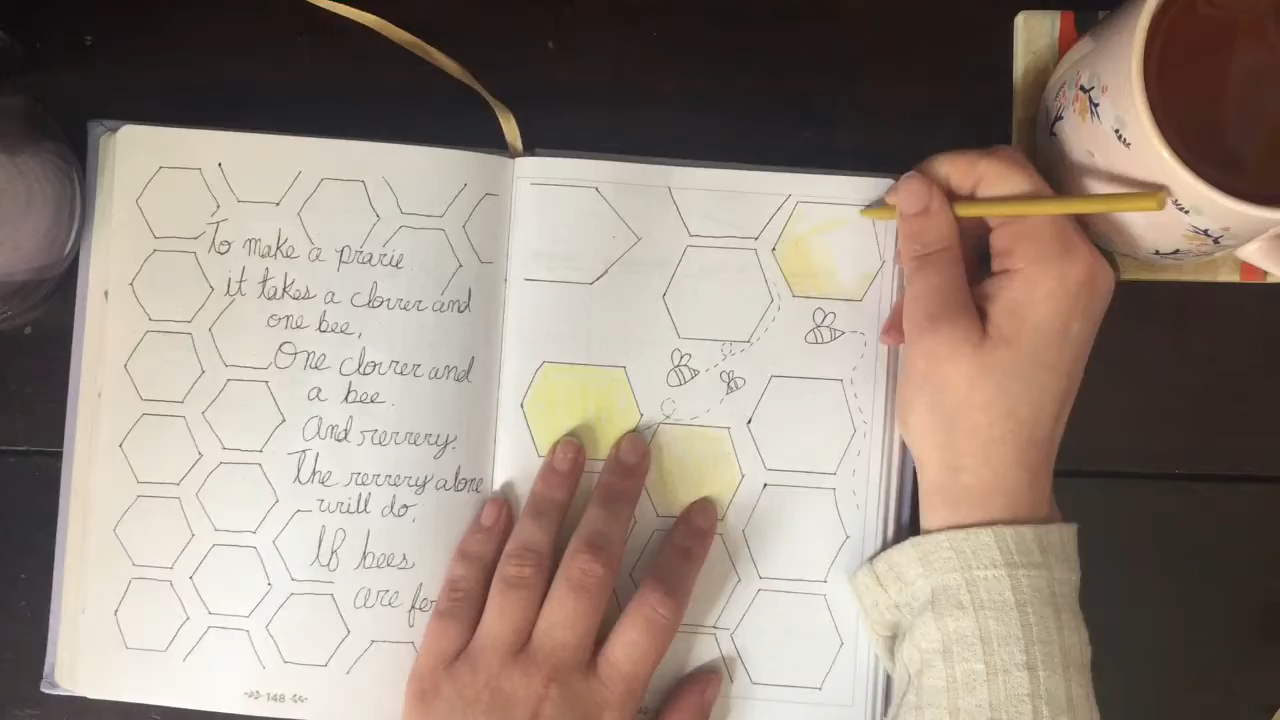 To make a prarie
it takes a clover and
one bee,
One clover and
a bee.
And revery.
The revery alone
will do,
If bees
are fe
148